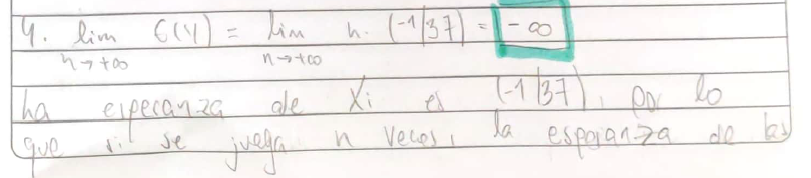 4. lim E(Y) = lim n. (-1/37) = -∞
n→+∞ n→+∞
La esperanza de Xi es (-1/37), por lo
que si se juega n veces, la esperanza de las